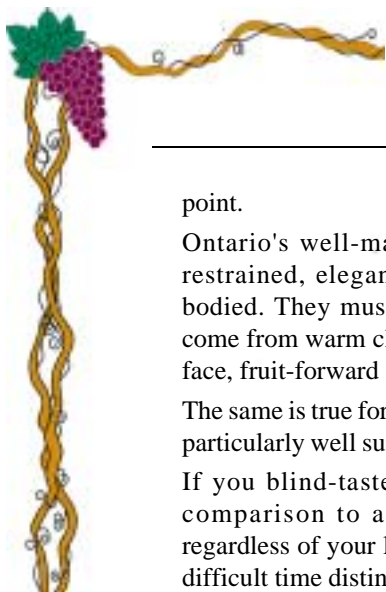 point.
Ontario's well-ma
restrained, elegan
bodied. They mus
come from warm cl
face, fruit-forward
The same is true for
particularly well su
If you blind-taste
comparison to a
regardless of your
difficult time distin